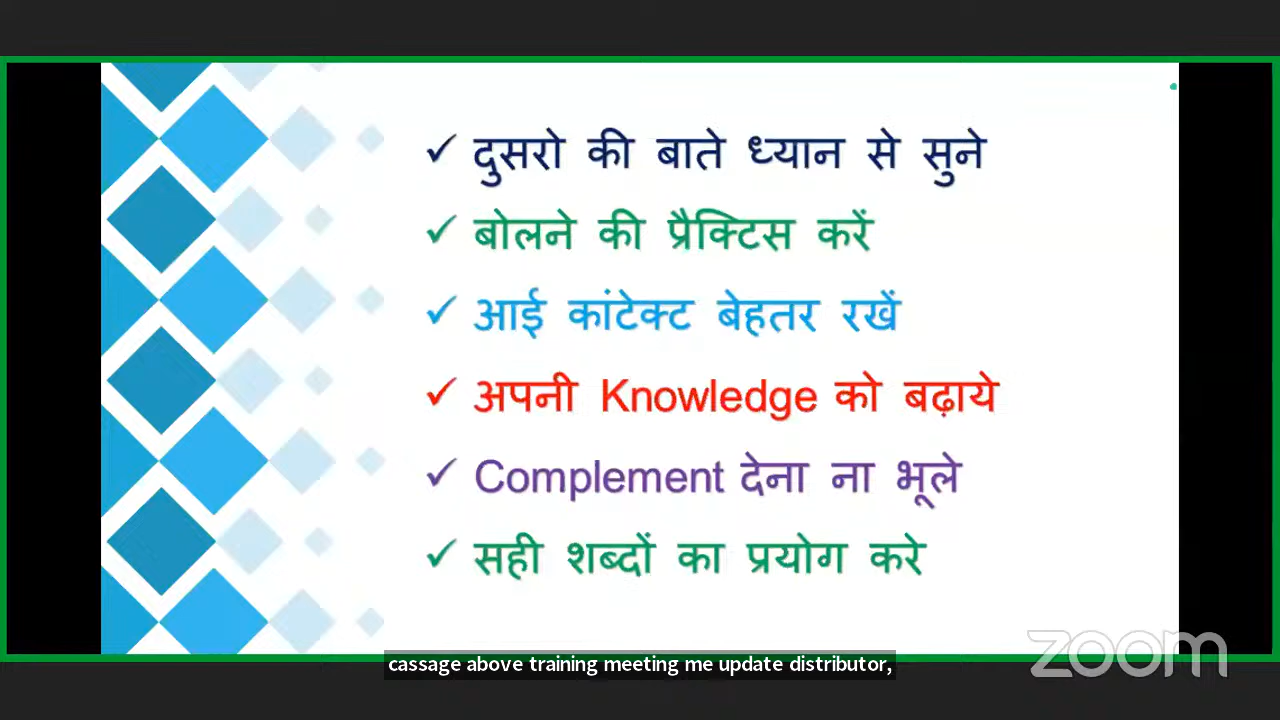 ✓ दुसरो की बाते ध्यान से सुने
✓ बोलने की प्रैक्टिस करें
✓ आई कांटेक्ट बेहतर रखें
✓ अपनी Knowledge को बढ़ाये
✓ Complement देना ना भूले
✓ सही शब्दों का प्रयोग करे
zoom
cassage above training meeting me update distributor,